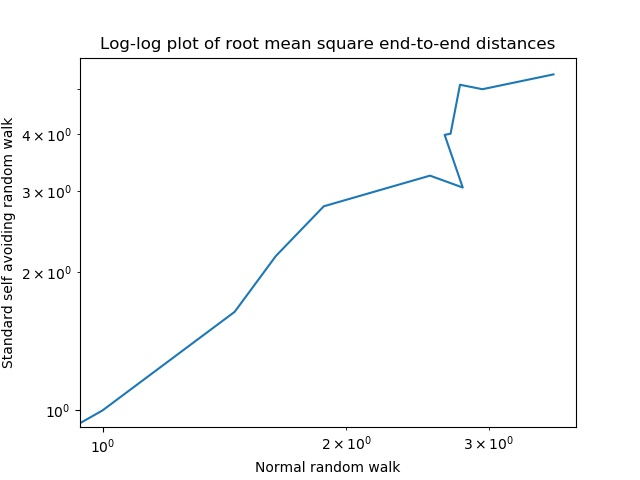 Log-log plot of root mean square end-to-end distances
Standard self avoiding random walk
4 × 10⁰
3 × 10⁰
2 × 10⁰
10⁰
10⁰
2 × 10⁰
3 × 10⁰
Normal random walk